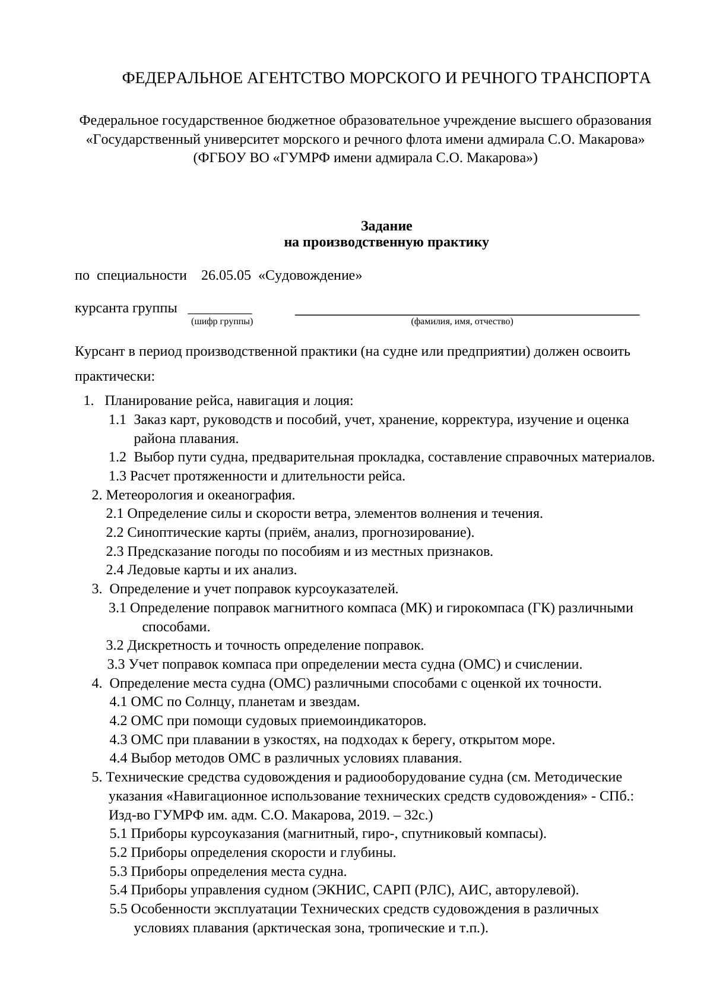 ФЕДЕРАЛЬНОЕ АГЕНТСТВО МОРСКОГО И РЕЧНОГО ТРАНСПОРТА
Федеральное государственное бюджетное образовательное учреждение высшего образования
«Государственный университет морского и речного флота имени адмирала С.О. Макарова»
(ФГБОУ ВО «ГУМРФ имени адмирала С.О. Макарова»)
Задание
на производственную практику
по специальности 26.05.05 «Судовождение»
курсанта группы _________ ________________________________________________
(шифр группы) (фамилия, имя, отчество)
Курсант в период производственной практики (на судне или предприятии) должен освоить
практически:
1. Планирование рейса, навигация и лоция:
1.1 Заказ карт, руководств и пособий, учет, хранение, корректура, изучение и оценка
района плавания.
1.2 Выбор пути судна, предварительная прокладка, составление справочных материалов.
1.3 Расчет протяженности и длительности рейса.
2. Метеорология и океанография.
2.1 Определение силы и скорости ветра, элементов волнения и течения.
2.2 Синоптические карты (приём, анализ, прогнозирование).
2.3 Предсказание погоды по пособиям и из местных признаков.
2.4 Ледовые карты и их анализ.
3. Определение и учет поправок курсоуказателей.
3.1 Определение поправок магнитного компаса (МК) и гирокомпаса (ГК) различными
способами.
3.2 Дискретность и точность определение поправок.
3.3 Учет поправок компаса при определении места судна (ОМС) и счислении.
4. Определение места судна (ОМС) различными способами с оценкой их точности.
4.1 ОМС по Солнцу, планетам и звездам.
4.2 ОМС при помощи судовых приемоиндикаторов.
4.3 ОМС при плавании в узкостях, на подходах к берегу, открытом море.
4.4 Выбор методов ОМС в различных условиях плавания.
5. Технические средства судовождения и радиооборудование судна (см. Методические
указания «Навигационное использование технических средств судовождения» - СПб.:
Изд-во ГУМРФ им. адм. С.О. Макарова, 2019. – 32с.)
5.1 Приборы курсоуказания (магнитный, гиро-, спутниковый компасы).
5.2 Приборы определения скорости и глубины.
5.3 Приборы определения места судна.
5.4 Приборы управления судном (ЭКНИС, САРП (РЛС), АИС, авторулевой).
5.5 Особенности эксплуатации Технических средств судовождения в различных
условиях плавания (арктическая зона, тропические и т.п.).